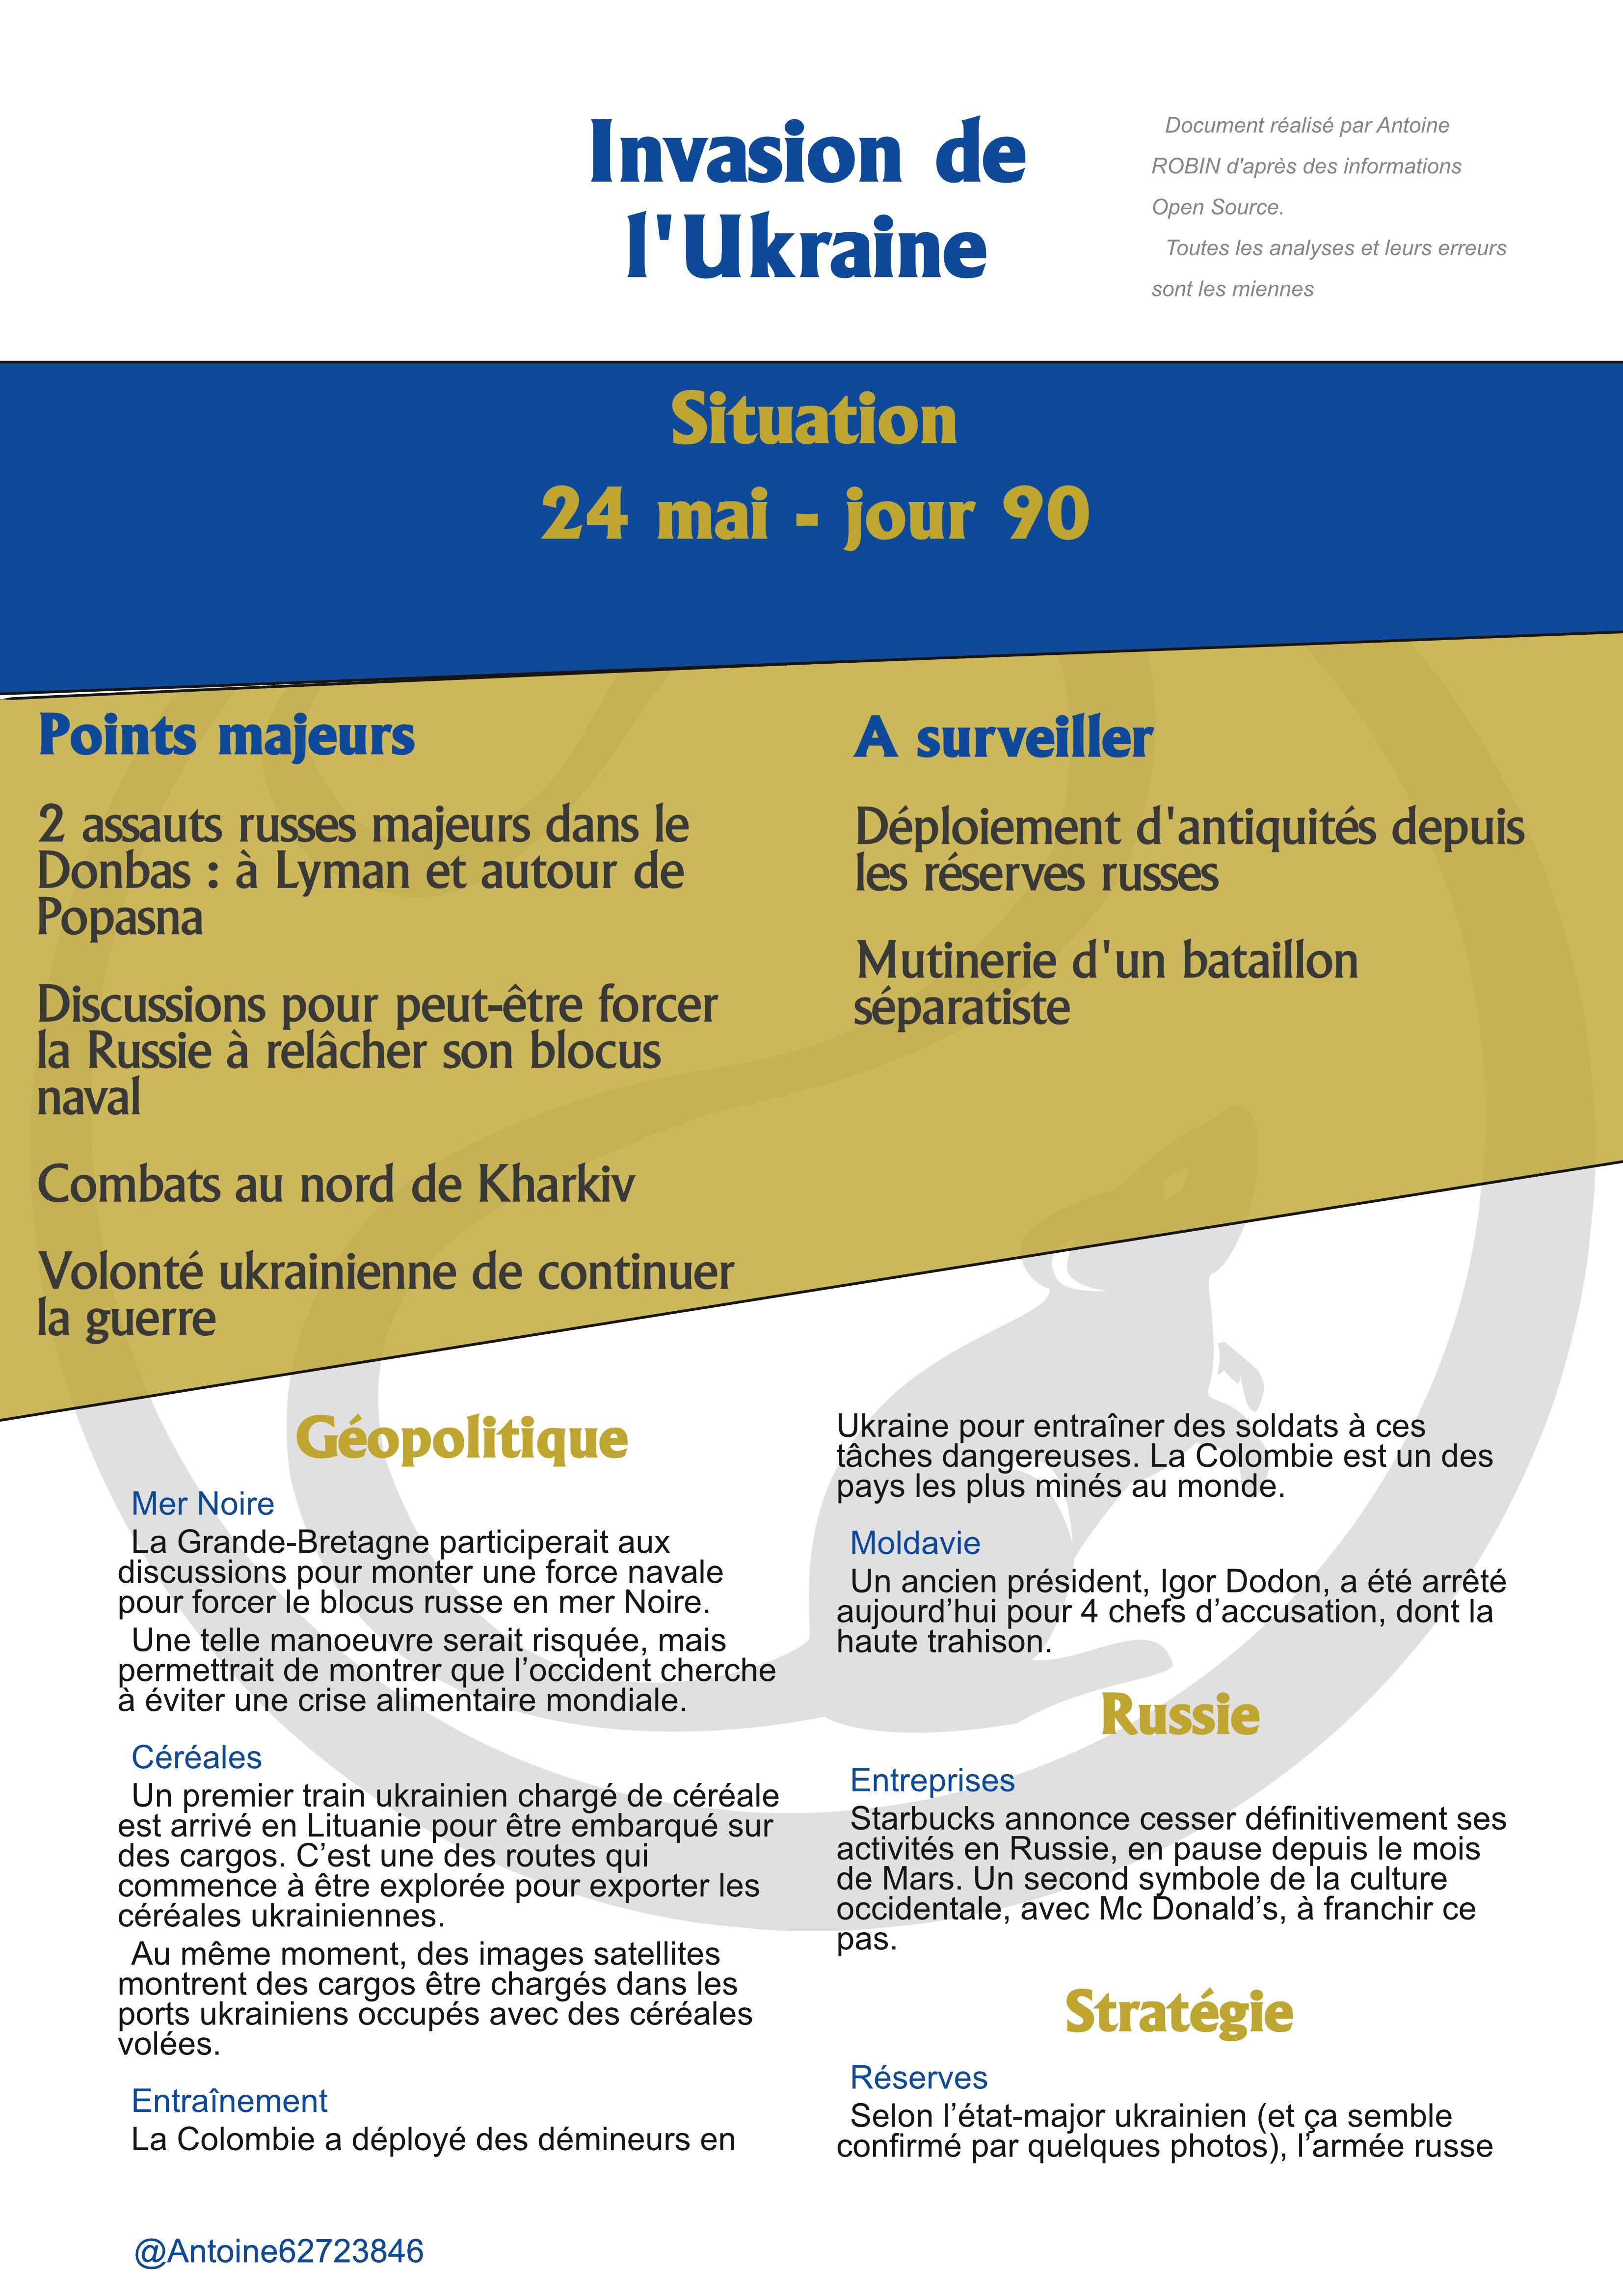 Invasion de
l'Ukraine
Document réalisé par Antoine
ROBIN d'après des informations
Open Source.
Toutes les analyses et leurs erreurs
sont les miennes
Situation
24 mai - jour 90
Points majeurs
2 assauts russes majeurs dans le
Donbas : à Lyman et autour de
Popasna
Discussions pour peut-être forcer
la Russie à relâcher son blocus
naval
Combats au nord de Kharkiv
Volonté ukrainienne de continuer
la guerre
A surveiller
Déploiement d'antiquités depuis
les réserves russes
Mutinerie d'un bataillon
séparatiste
Géopolitique
Mer Noire
La Grande-Bretagne participerait aux
discussions pour monter une force navale
pour forcer le blocus russe en mer Noire.
Une telle manoeuvre serait risquée, mais
permettrait de montrer que l’occident cherche
à éviter une crise alimentaire mondiale.
Céréales
Un premier train ukrainien chargé de céréale
est arrivé en Lituanie pour être embarqué sur
des cargos. C’est une des routes qui
commence à être explorée pour exporter les
céréales ukrainiennes.
Au même moment, des images satellites
montrent des cargos être chargés dans les
ports ukrainiens occupés avec des céréales
volées.
Entraînement
La Colombie a déployé des démineurs en
Ukraine pour entraîner des soldats à ces
tâches dangereuses. La Colombie est un des
pays les plus minés au monde.
Moldavie
Un ancien président, Igor Dodon, a été arrêté
aujourd’hui pour 4 chefs d’accusation, dont la
haute trahison.
Russie
Entreprises
Starbucks annonce cesser définitivement ses
activités en Russie, en pause depuis le mois
de Mars. Un second symbole de la culture
occidentale, avec Mc Donald’s, à franchir ce
pas.
Stratégie
Réserves
Selon l’état-major ukrainien (et ça semble
confirmé par quelques photos), l’armée russe
@Antoine62723846